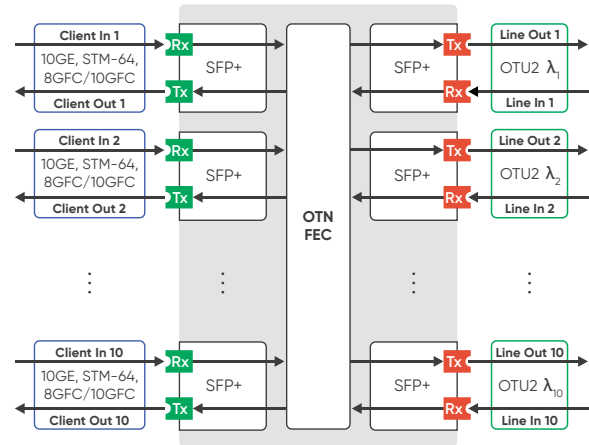 Client In 1
10GE, STM-64,
8GFC/10GFC
Client Out 1
Rx
Tx
SFP+
SFP+
Tx
Rx
Line Out 1
OTU2 λ1
Line In 1
Client In 2
10GE, STM-64,
8GFC/10GFC
Client Out 2
Rx
Tx
SFP+
OTN
FEC
SFP+
Tx
Rx
Line Out 2
OTU2 λ2
Line In 2
Client In 10
10GE, STM-64,
8GFC/10GFC
Client Out 10
Rx
Tx
SFP+
SFP+
Tx
Rx
Line Out 10
OTU2 λ10
Line In 10